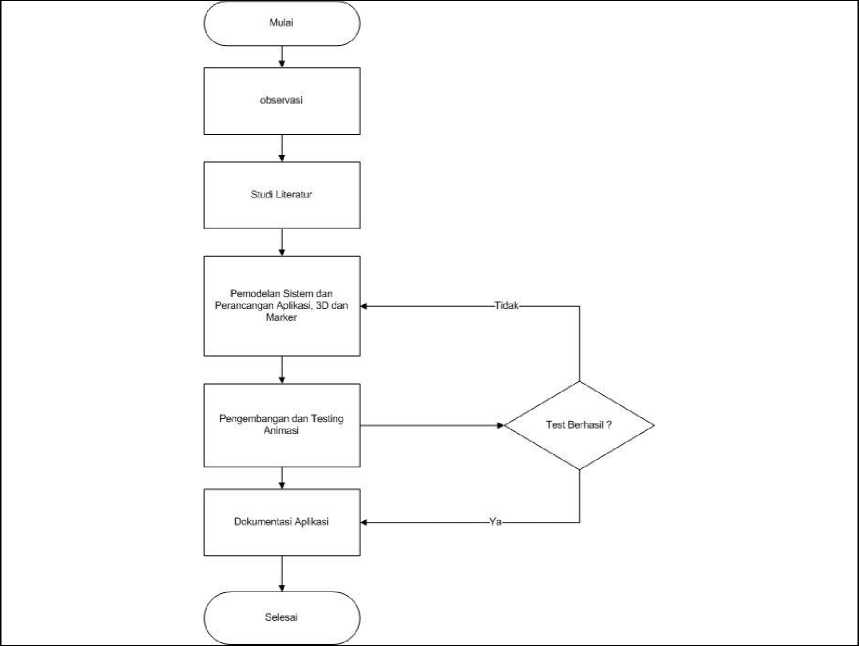 Mulai
observasi
Studi Literatur
Pemodelan Sistem dan
Perancangan Aplikasi, 3D dan
Marker
Tidak
Pengembangan dan Testing
Animasi
Test Berhasil ?
Dokumentasi Aplikasi
Ya
Selesai